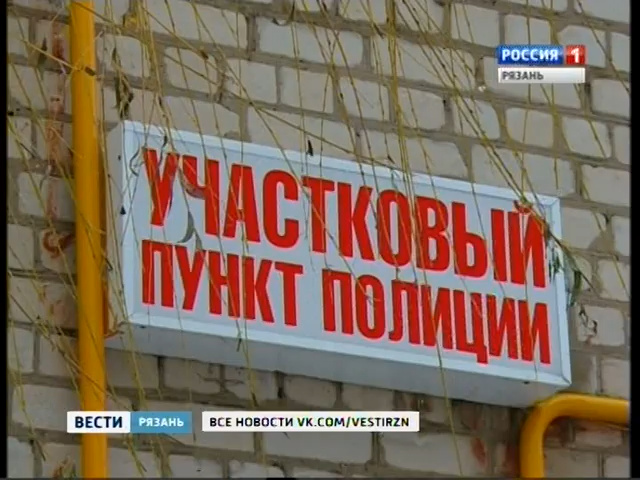 РОССИЯ 1
РЯЗАНЬ
УЧАСТКОВЫЙ
ПУНКТ ПОЛИЦИИ
ВЕСТИ РЯЗАНЬ ВСЕ НОВОСТИ VK.COM/VESTIRZN